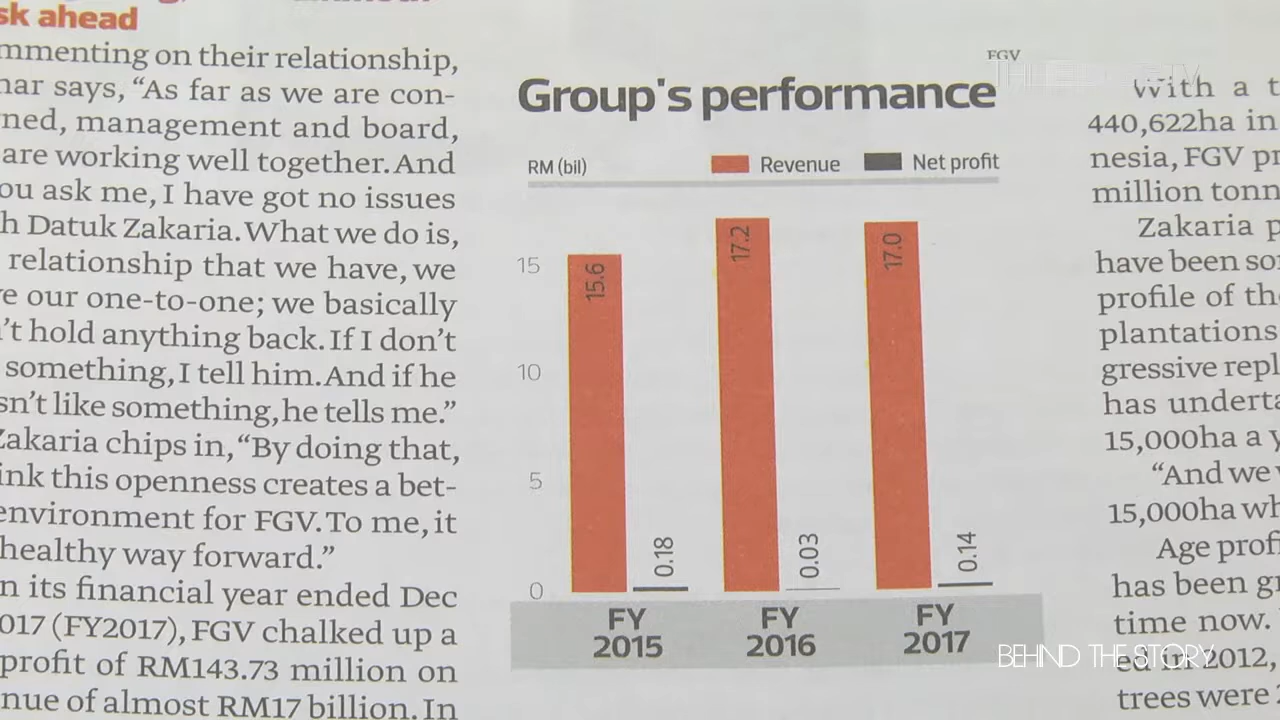 sk ahead
mmenting on their relationship,
nar says, “As far as we are con-
ned, management and board,
are working well together. And
ou ask me, I have got no issues
h Datuk Zakaria. What we do is,
relationship that we have, we
e our one-to-one; we basically
’t hold anything back. If I don’t
something, I tell him. And if he
sn’t like something, he tells me.”
Zakaria chips in, “By doing that,
ink this openness creates a bet-
environment for FGV. To me, it
healthy way forward.”
n its financial year ended Dec
017 (FY2017), FGV chalked up a
profit of RM143.73 million on
nue of almost RM17 billion. In
FGV
Group's performance
RM (bil)
Revenue
Net profit
15
10
5
0
15.6
0.18
17.2
0.03
17.0
0.14
FY
2015
FY
2016
FY
2017
With a t
440,622ha in
nesia, FGV pr
million tonn
Zakaria p
have been so
profile of th
plantations
gressive repl
has underta
15,000ha a y
“And we
15,000ha wh
Age profi
has been gr
time now.
ed in 2012,
trees were
BEHIND THE STORY